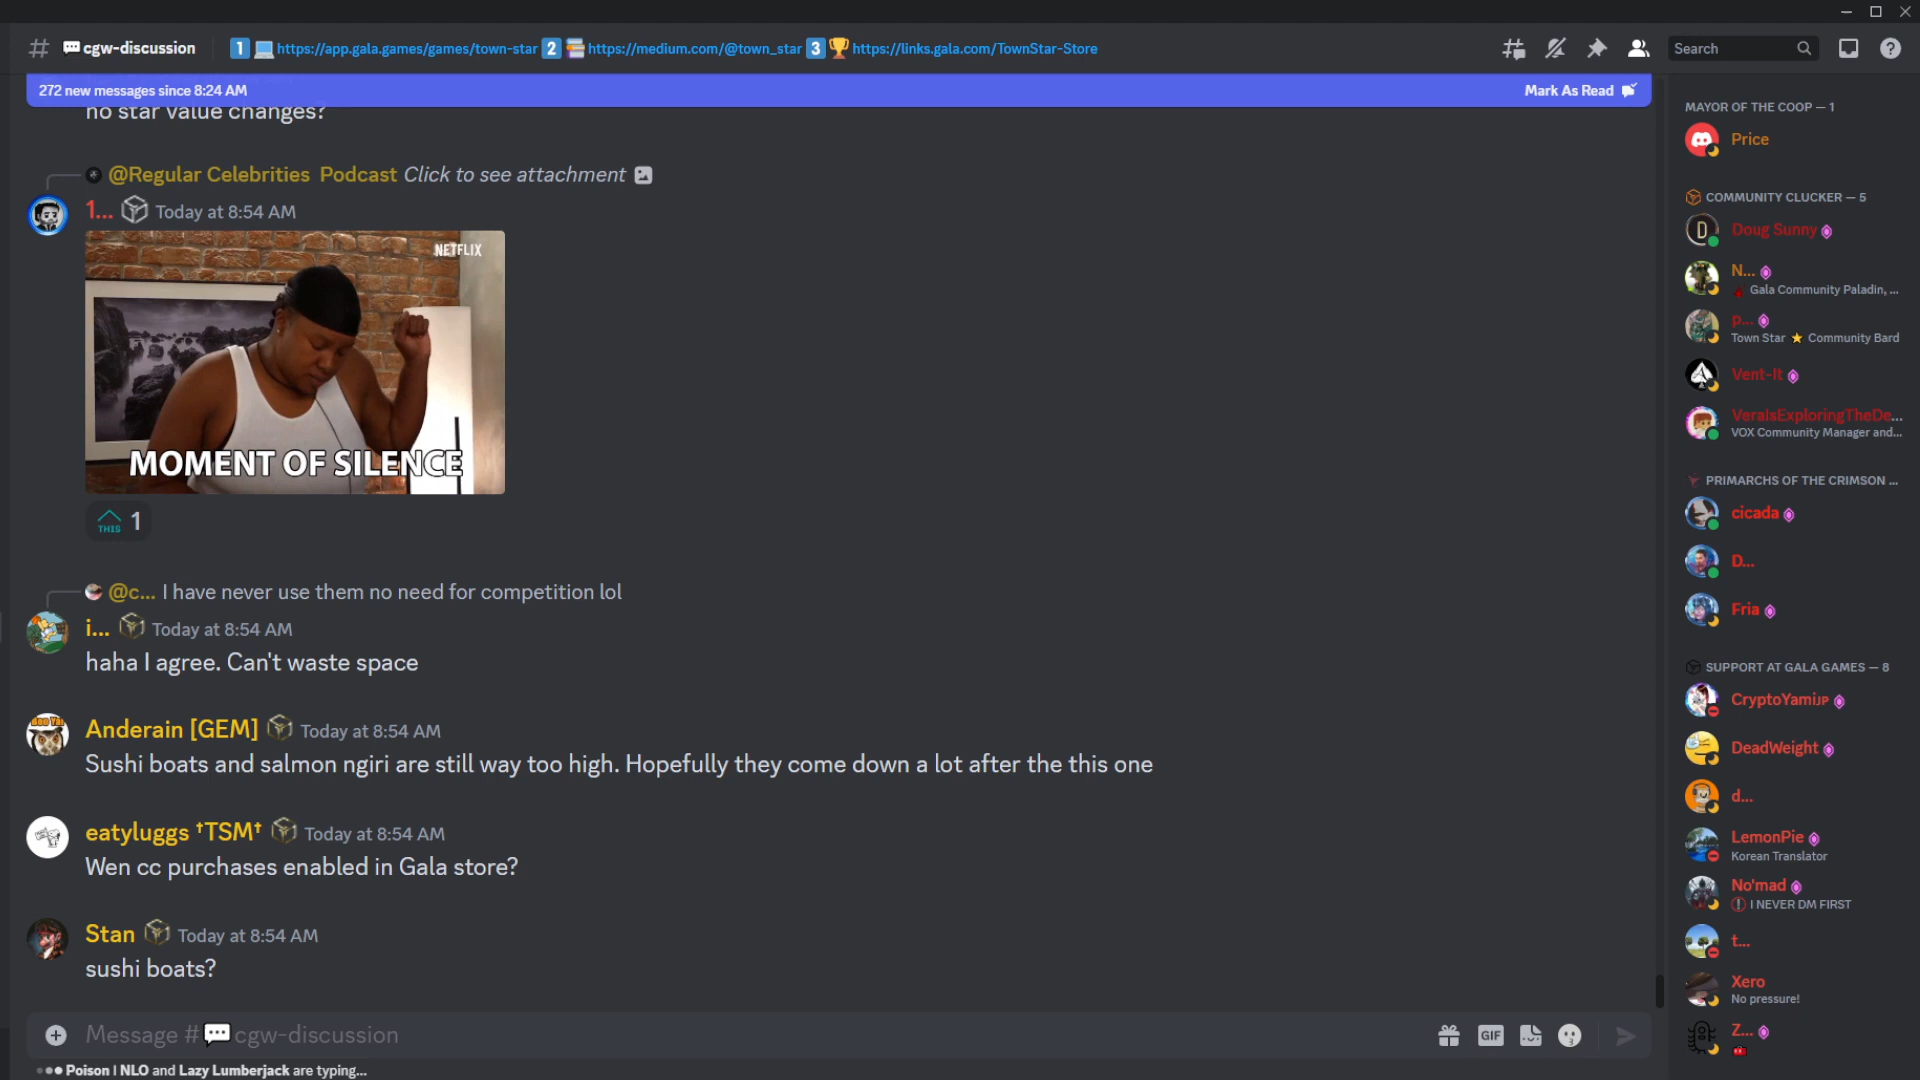 # 💬 cgw-discussion
1 💻 https://app.gala.games/games/town-star 2 📚 https://medium.com/@town_star 3 🏆 https://links.gala.com/TownStar-Store
Search
272 new messages since 8:24 AM
Mark As Read
no star value changes?
@Regular Celebrities Podcast Click to see attachment
1... Today at 8:54 AM
NETFLIX
MOMENT OF SILENCE
THIS 1
@c... I have never use them no need for competition lol
i... Today at 8:54 AM
haha I agree. Can't waste space
Anderain [GEM] Today at 8:54 AM
Sushi boats and salmon ngiri are still way too high. Hopefully they come down a lot after the this one
eatyluggs †TSM† Today at 8:54 AM
Wen cc purchases enabled in Gala store?
Stan Today at 8:54 AM
sushi boats?
Message #💬cgw-discussion
GIF
Poison | NLO and Lazy Lumberjack are typing...
MAYOR OF THE COOP — 1
Price
COMMUNITY CLUCKER — 5
D
Doug Sunny
N...
Gala Community Paladin, ...
p...
Town Star ⭐ Community Bard
Vent-It
VeraIsExploringTheDe...
VOX Community Manager and...
PRIMARCHS OF THE CRIMSON ...
cicada
D...
Fria
SUPPORT AT GALA GAMES — 8
CryptoYamiJP
DeadWeight
d...
LemonPie
Korean Translator
No'mad
I NEVER DM FIRST
t...
Xero
No pressure!
Z...